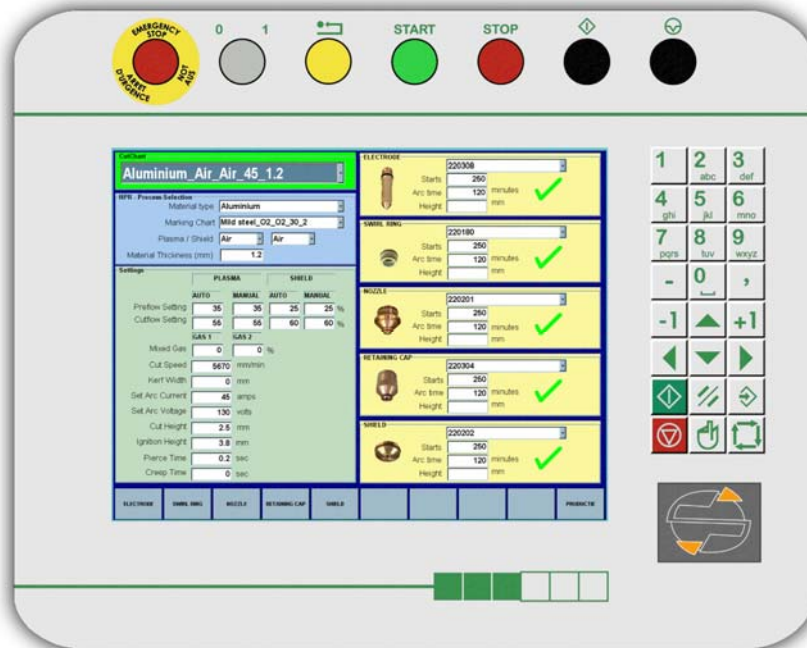 EMERGENCY STOP
ARRET D'URGENCE
NOT AUS
0 1
START
STOP
CutChart
Aluminium_Air_Air_45_1.2
HPR - Process Selection
Material type Aluminium
Marking Chart Mild steel_O2_O2_30_2
Plasma / Shield Air Air
Material Thickness (mm) 1.2
Settings
PLASMA SHIELD
AUTO MANUAL AUTO MANUAL
Preflow Setting 35 35 25 25 %
Cutflow Setting 55 55 60 60 %
GAS 1 GAS 2
Mixed Gas 0 0 %
Cut Speed 5670 mm/min
Kerf Width 0 mm
Set Arc Current 45 amps
Set Arc Voltage 130 volts
Cut Height 2.5 mm
Ignition Height 3.8 mm
Pierce Time 0.2 sec
Creep Time 0 sec
ELECTRODE
220308
Starts 250
Arc time 120 minutes
Height mm
SWIRL RING
220180
Starts 250
Arc time 120 minutes
Height mm
NOZZLE
220201
Starts 250
Arc time 120 minutes
Height mm
RETAINING CAP
220304
Starts 250
Arc time 120 minutes
Height mm
SHIELD
220202
Starts 250
Arc time 120 minutes
Height mm
ELECTRODE SWIRL RING NOZZLE RETAINING CAP SHIELD PRODUCTIE
1 2 3
abc def
4 5 6
ghi jkl mno
7 8 9
pqrs tuv wxyz
- 0 ,
-1 +1